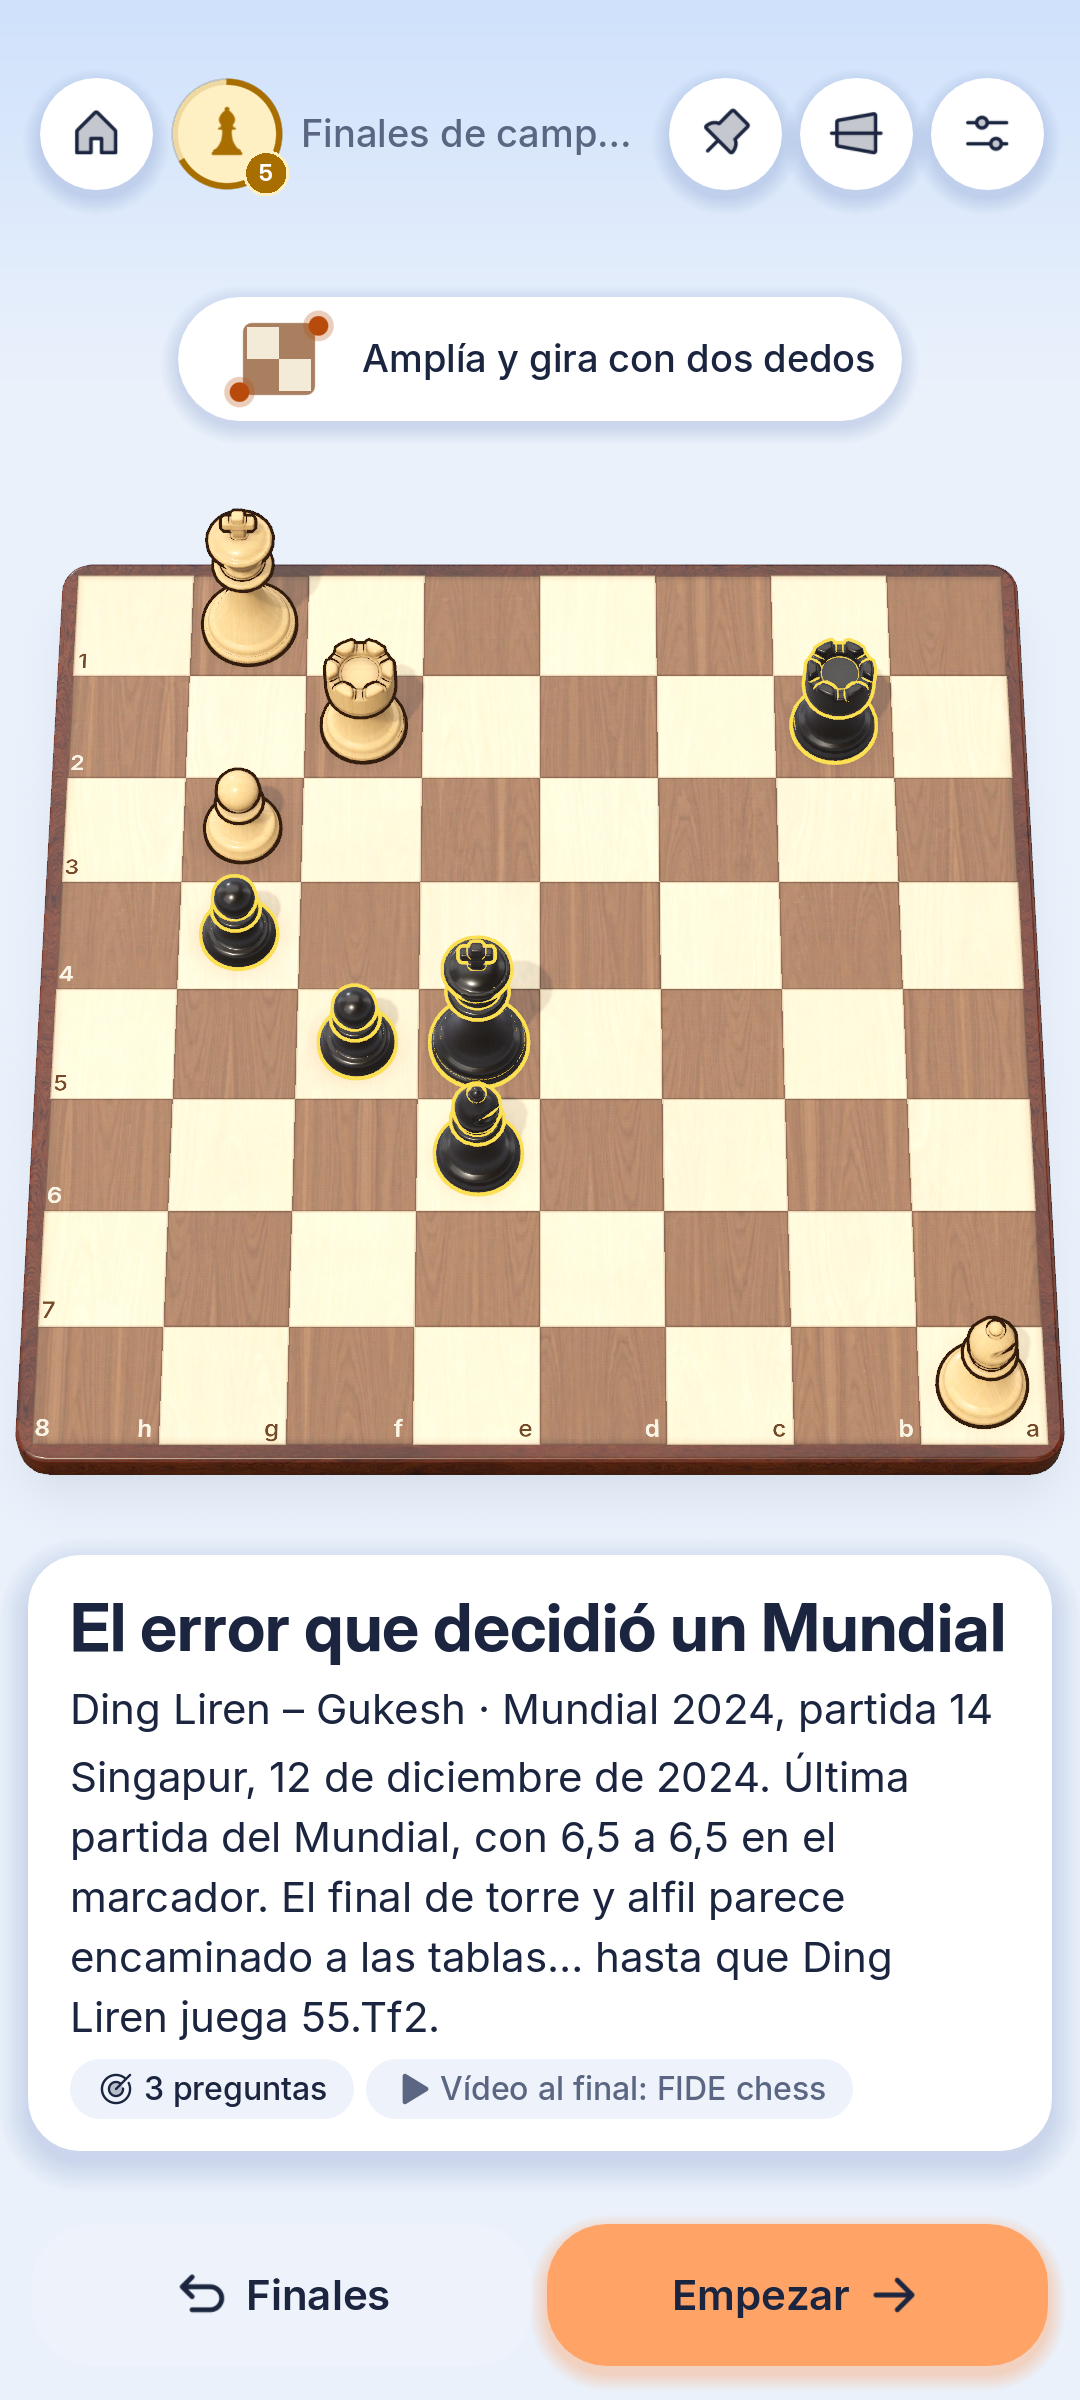 Finales de camp...
5
Amplía y gira con dos dedos
1
2
3
4
5
6
7
8 h g f e d c b a
El error que decidió un Mundial
Ding Liren – Gukesh · Mundial 2024, partida 14
Singapur, 12 de diciembre de 2024. Última
partida del Mundial, con 6,5 a 6,5 en el
marcador. El final de torre y alfil parece
encaminado a las tablas... hasta que Ding
Liren juega 55.Tf2.
3 preguntas
Vídeo al final: FIDE chess
Finales
Empezar